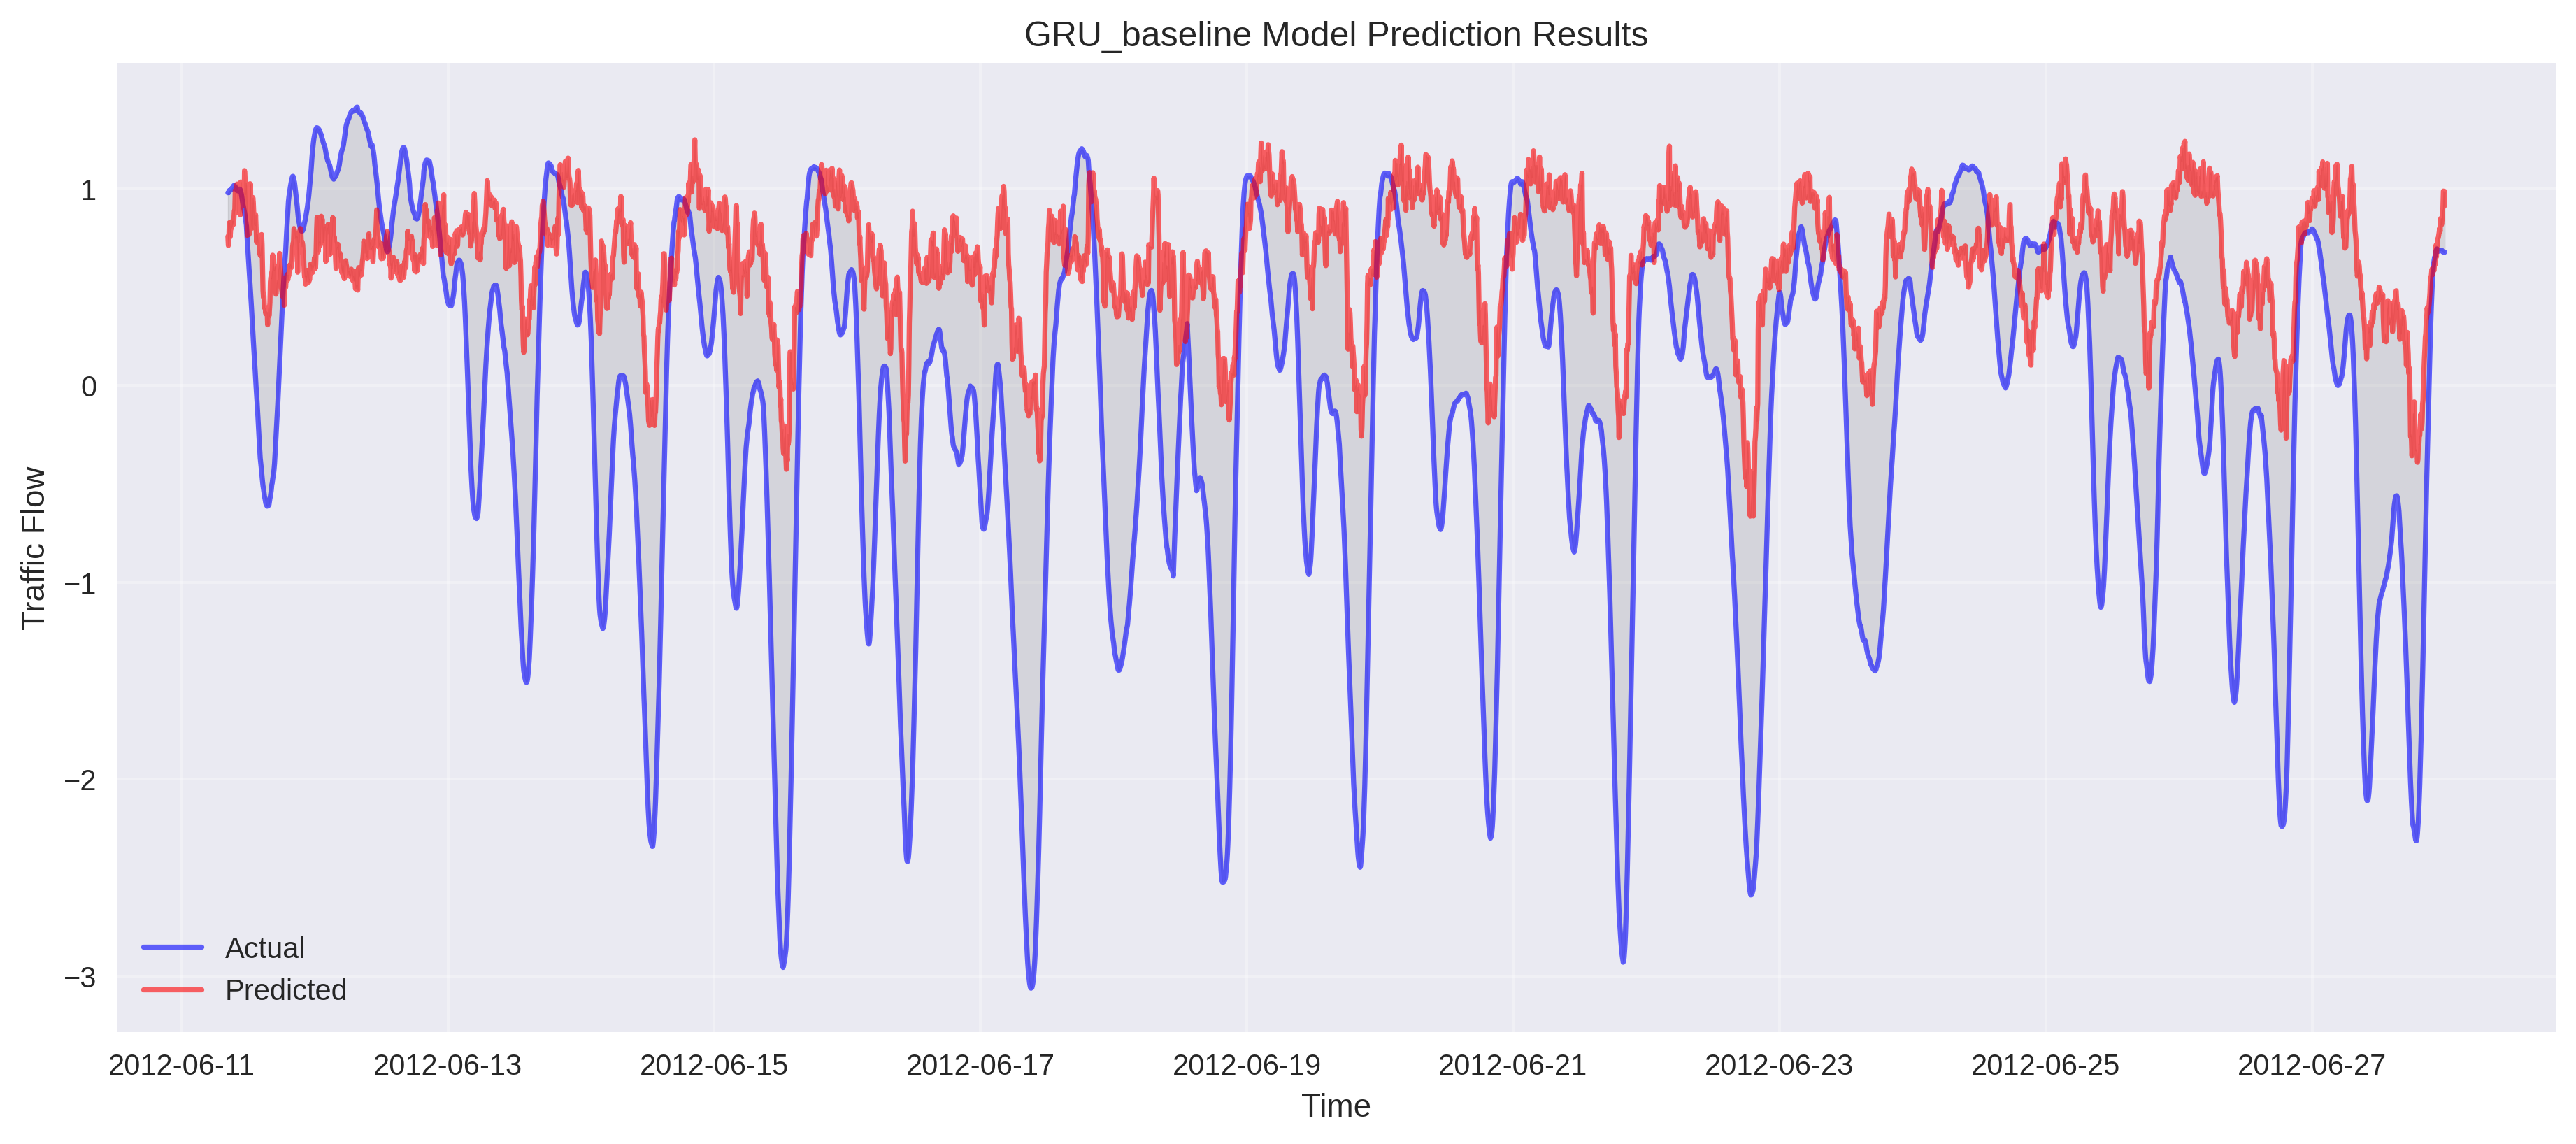 GRU_baseline Model Prediction Results
Traffic Flow
1
0
−1
−2
−3
Actual
Predicted
2012-06-11 2012-06-13 2012-06-15 2012-06-17 2012-06-19 2012-06-21 2012-06-23 2012-06-25 2012-06-27
Time